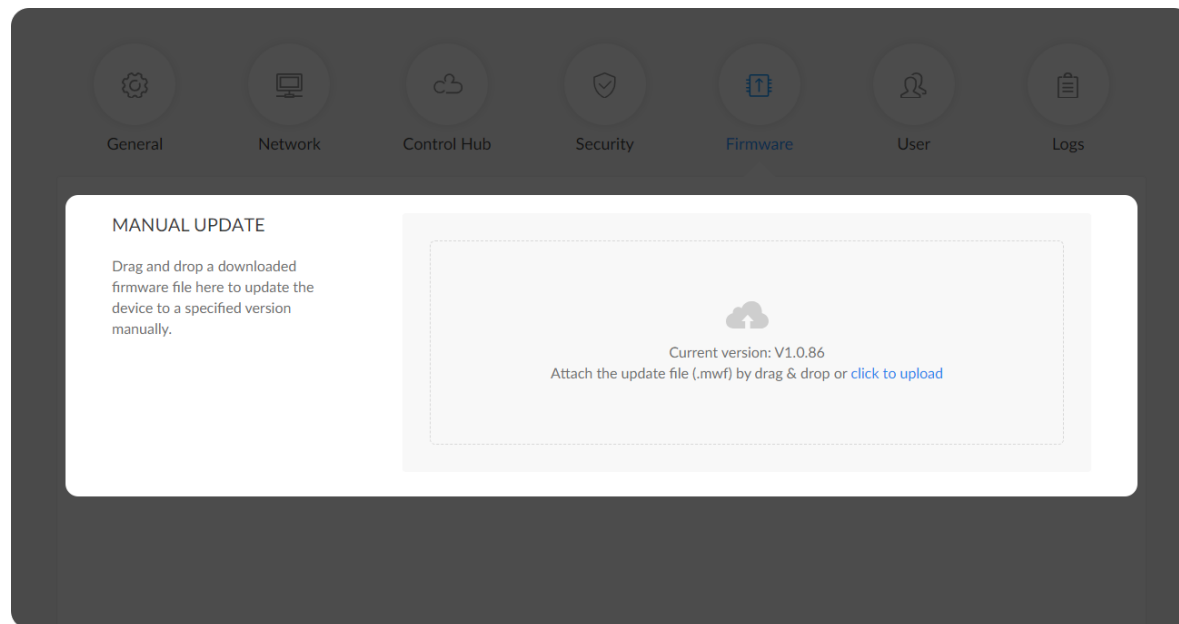 General Network Control Hub Security Firmware User Logs
MANUAL UPDATE
Drag and drop a downloaded
firmware file here to update the
device to a specified version
manually.
Current version: V1.0.86
Attach the update file (.mwf) by drag & drop or click to upload